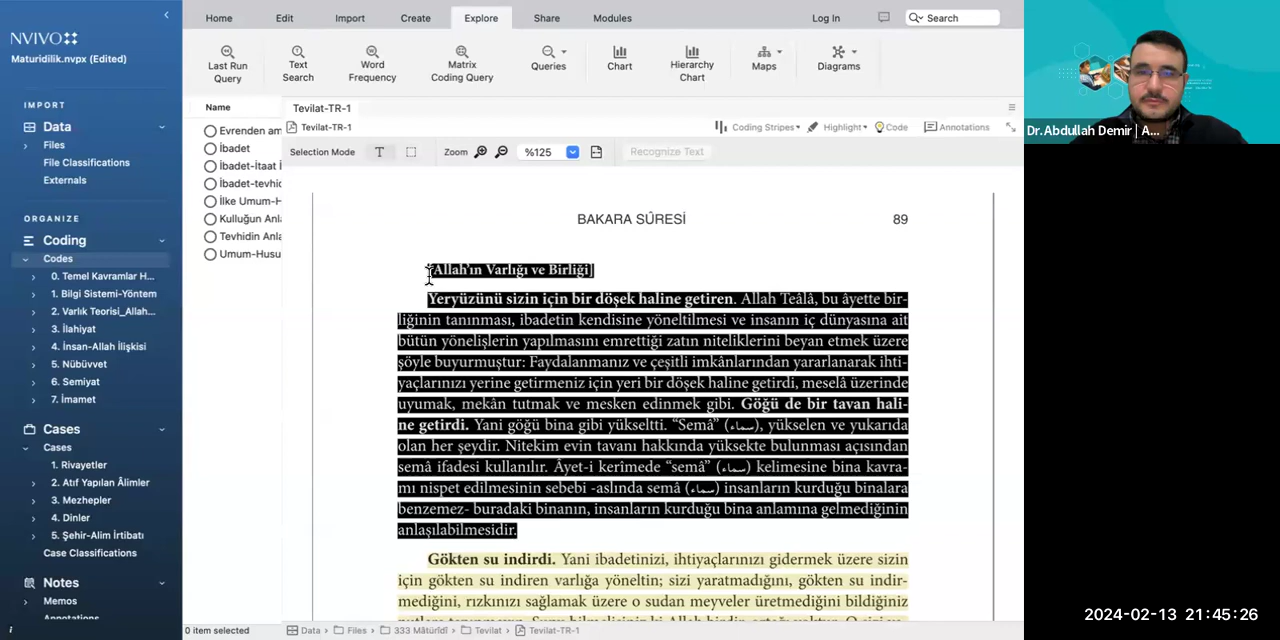 Home Edit Import Create Explore Share Modules Log In Search
NVIVO
Maturidilik.nvpx (Edited)
Last Run Query
Text Search
Word Frequency
Matrix Coding Query
Queries
Chart
Hierarchy Chart
Maps
Diagrams
IMPORT
Data
Files
File Classifications
Externals
ORGANIZE
Coding
Codes
0. Temel Kavramlar H...
1. Bilgi Sistemi-Yöntem
2. Varlık Teorisi_Allah...
3. İlahiyat
4. İnsan-Allah İlişkisi
5. Nübüvvet
6. Semiyat
7. İmamet
Cases
Cases
1. Rivayetler
2. Atıf Yapılan Âlimler
3. Mezhepler
4. Dinler
5. Şehir-Alim İrtibatı
Case Classifications
Notes
Memos
Annotations
Name
Evrenden am
İbadet
İbadet-İtaat İ
İbadet-tevhid
İlke Umum-H
Kulluğun Anla
Tevhidin Anla
Umum-Husu
Tevilat-TR-1
Tevilat-TR-1
Coding Stripes Highlight Code Annotations
Selection Mode T Zoom %125 Recognize Text
BAKARA SÛRESİ 89
[Allah'ın Varlığı ve Birliği]
Yeryüzünü sizin için bir döşek haline getiren. Allah Teâlâ, bu âyette bir-
liğinin tanınması, ibadetin kendisine yöneltilmesi ve insanın iç dünyasına ait
bütün yönelişlerin yapılmasını emrettiği zatın niteliklerini beyan etmek üzere
şöyle buyurmuştur: Faydalanmanız ve çeşitli imkânlarından yararlanarak ihti-
yaçlarınızı yerine getirmeniz için yeri bir döşek haline getirdi, meselâ üzerinde
uyumak, mekân tutmak ve mesken edinmek gibi. Göğü de bir tavan hali-
ne getirdi. Yani göğü bina gibi yükseltti. “Semâ” (سماء), yükselen ve yukarıda
olan her şeydir. Nitekim evin tavanı hakkında yüksekte bulunması açısından
semâ ifadesi kullanılır. Âyet-i kerîmede “semâ” (سماء) kelimesine bina kavra-
mı nispet edilmesinin sebebi -aslında semâ (سماء) insanların kurduğu binalara
benzemez- buradaki binanın, insanların kurduğu bina anlamına gelmediğinin
anlaşılabilmesidir.
Gökten su indirdi. Yani ibadetinizi, ihtiyaçlarınızı gidermek üzere sizin
için gökten su indiren varlığa yöneltin; sizi yaratmadığını, gökten su indir-
mediğini, rızkınızı sağlamak üzere o sudan meyveler üretmediğini bildiğiniz
0 item selected
Data Files 333 Mâtürîdî Tevilat Tevilat-TR-1
Dr.Abdullah Demir | A...
2024-02-13 21:45:26